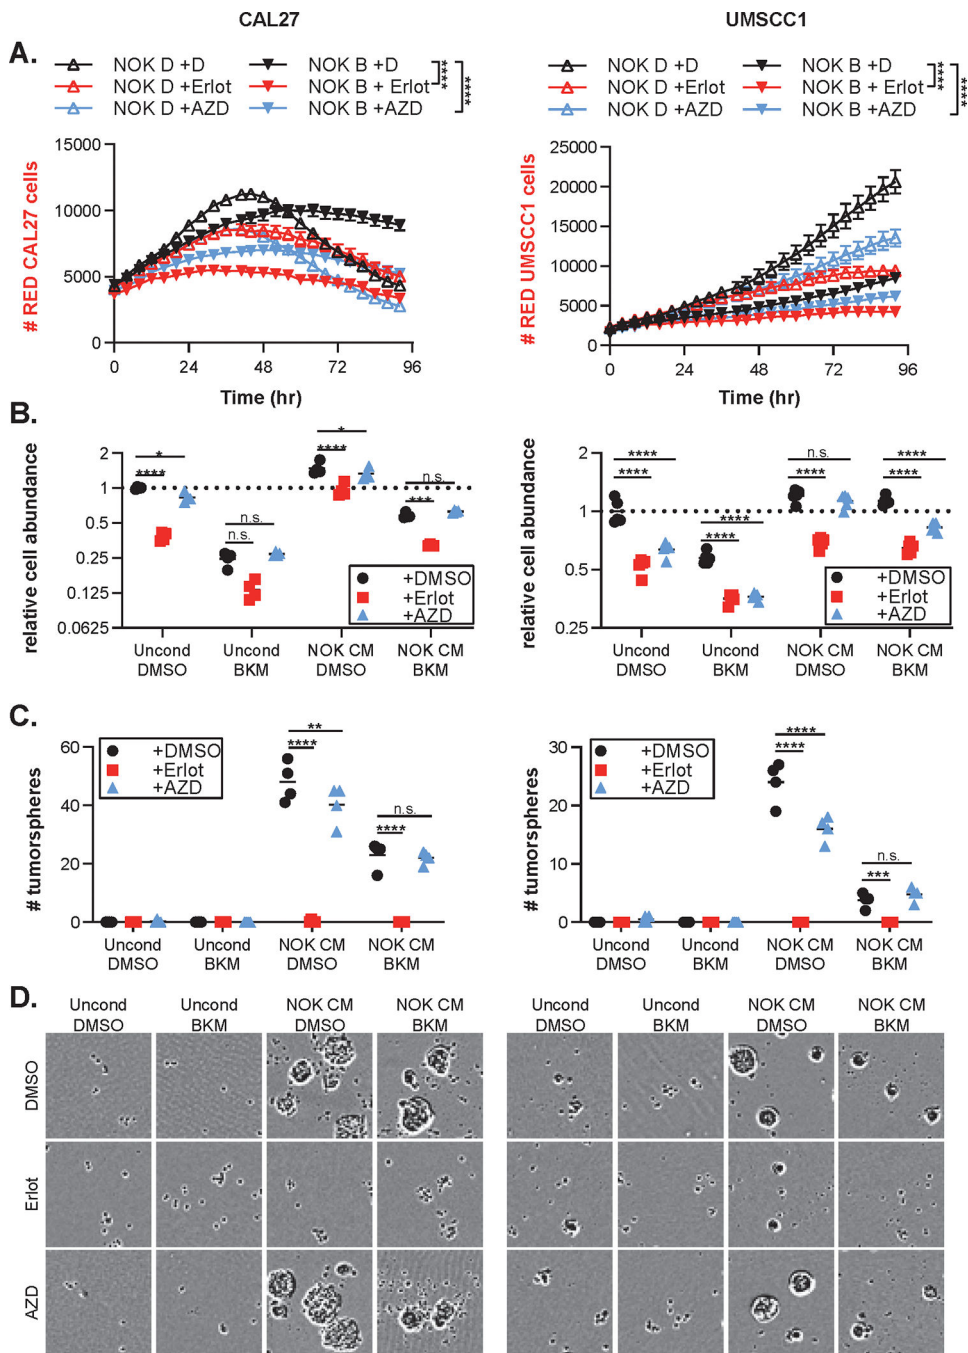 CAL27
UMSCC1
A.
NOK D +D
NOK B +D
NOK D +Erlot
NOK B + Erlot
NOK D +AZD
NOK B +AZD
****
****
NOK D +D
NOK B +D
NOK D +Erlot
NOK B + Erlot
NOK D +AZD
NOK B +AZD
****
****
# RED CAL27 cells
15000
10000
5000
0
0 24 48 72 96
Time (hr)
# RED UMSCC1 cells
25000
20000
15000
10000
5000
0
0 24 48 72 96
Time (hr)
B.
relative cell abundance
2
1
0.5
0.25
0.125
0.0625
*
****
n.s.
n.s.
*
****
n.s.
***
+DMSO
+Erlot
+AZD
Uncond DMSO
Uncond BKM
NOK CM DMSO
NOK CM BKM
relative cell abundance
2
1
0.5
0.25
****
****
****
****
n.s.
****
****
****
+DMSO
+Erlot
+AZD
Uncond DMSO
Uncond BKM
NOK CM DMSO
NOK CM BKM
C.
# tumorspheres
60
40
20
0
+DMSO
+Erlot
+AZD
**
****
n.s.
****
Uncond DMSO
Uncond BKM
NOK CM DMSO
NOK CM BKM
# tumorspheres
30
20
10
0
+DMSO
+Erlot
+AZD
****
****
n.s.
***
Uncond DMSO
Uncond BKM
NOK CM DMSO
NOK CM BKM
D.
Uncond DMSO
Uncond BKM
NOK CM DMSO
NOK CM BKM
Uncond DMSO
Uncond BKM
NOK CM DMSO
NOK CM BKM
DMSO
Erlot
AZD